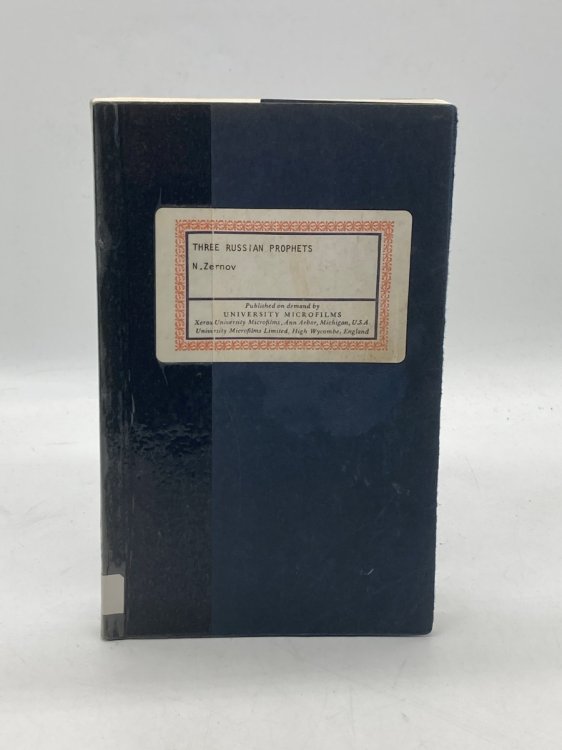 THREE RUSSIAN PROPHETS
N.Zernov
Published on demand by
UNIVERSITY MICROFILMS
Xerox University Microfilms, Ann Arbor, Michigan, U.S.A.
University Microfilms Limited, High Wycombe, England